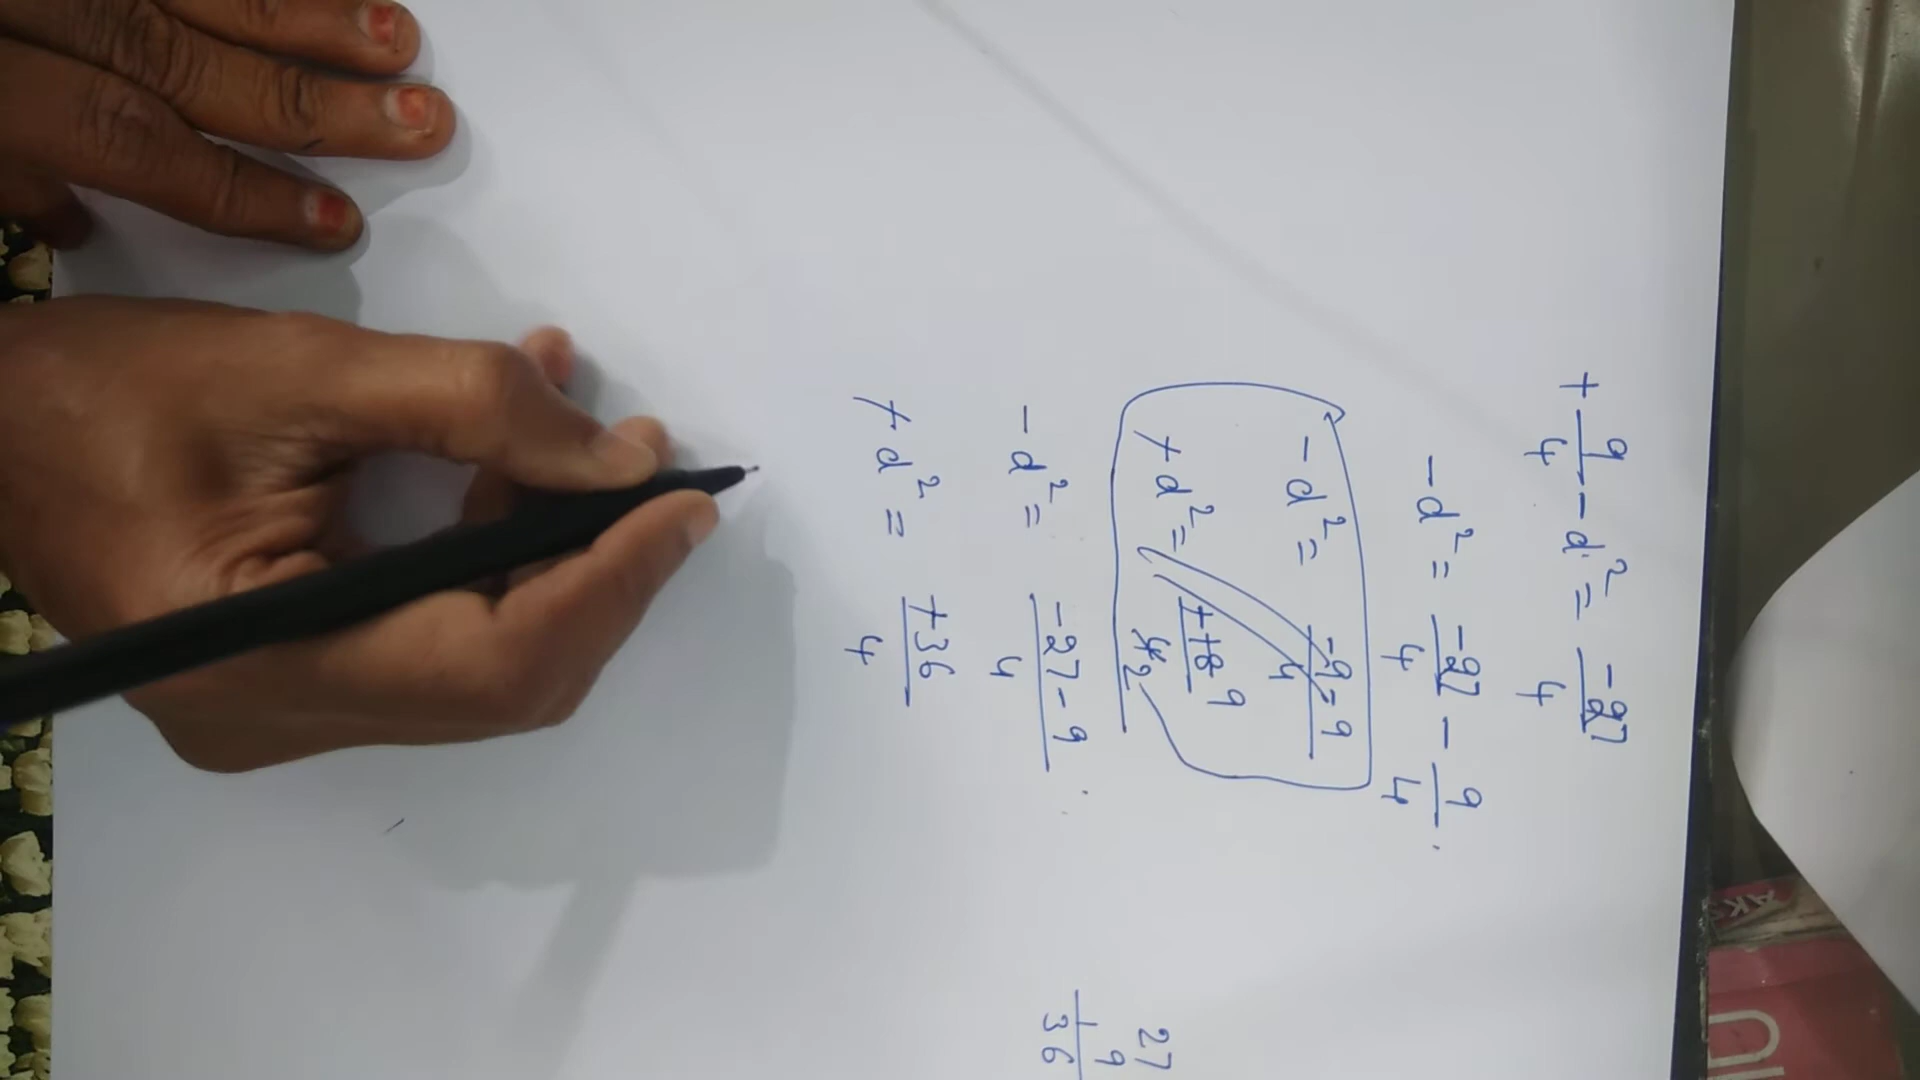 +9/4 - d² = -27/4
-d² = -27/4 - 9/4
-d² = -9-9/4
+d² = +18 9/4 2
-d² = -27-9/4
+d² = +36/4
27
9
36